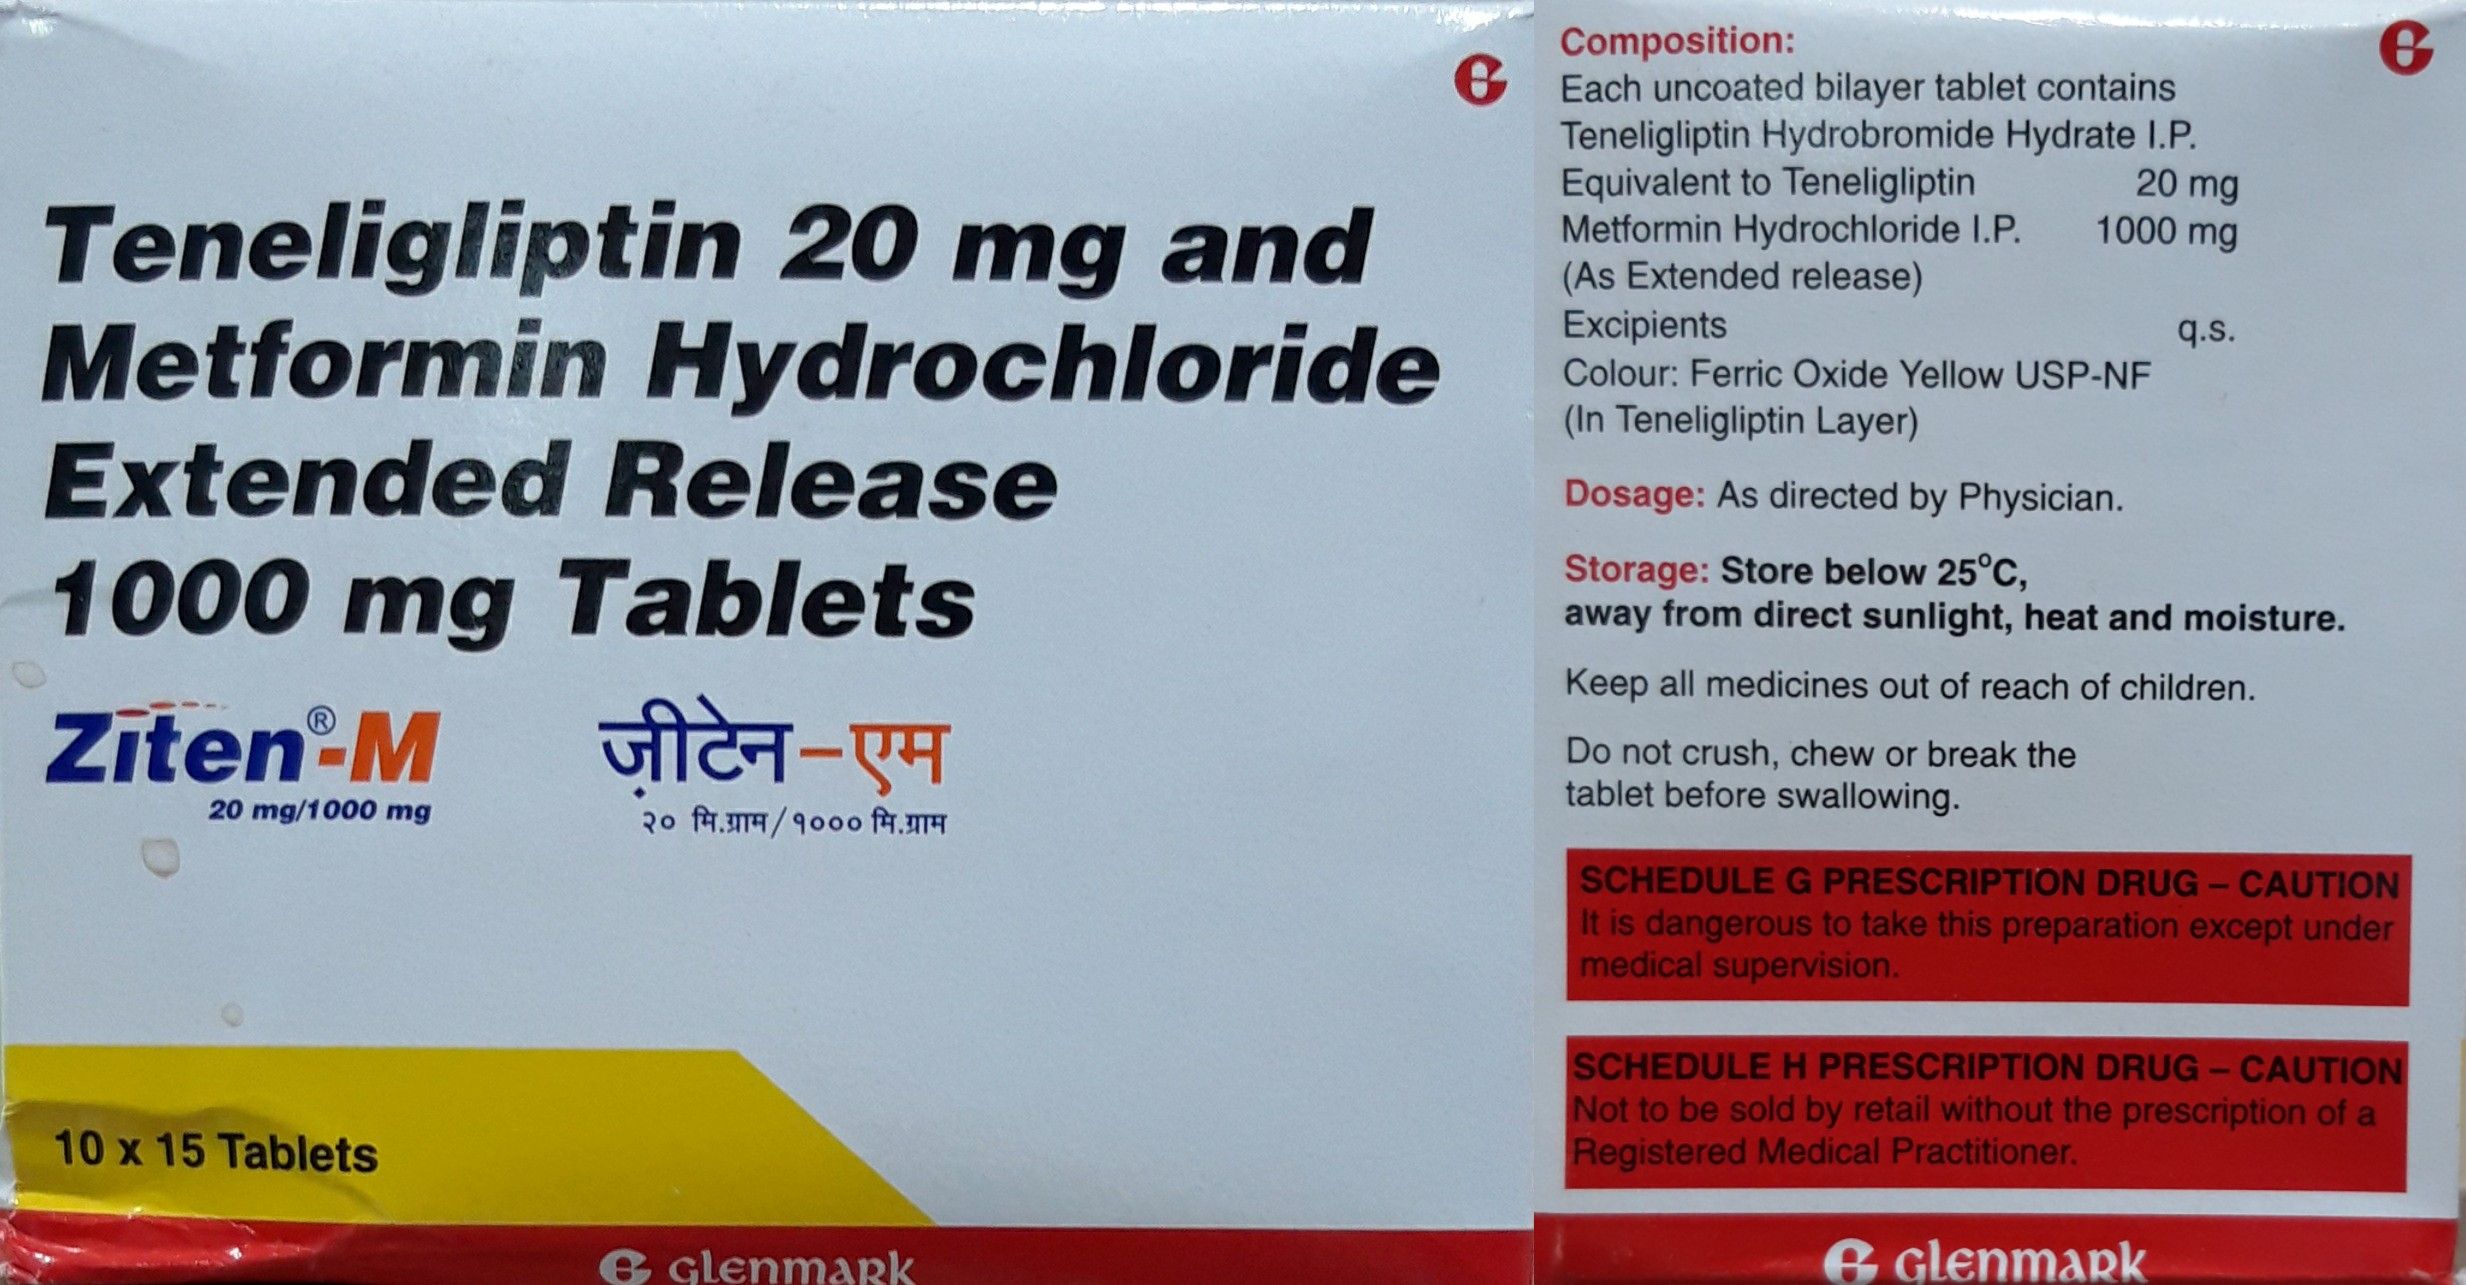 Teneligliptin 20 mg and
Metformin Hydrochloride
Extended Release
1000 mg Tablets
Ziten®-M
20 mg/1000 mg
ज़ीटेन-एम
२० मि.ग्राम/१००० मि.ग्राम
10 x 15 Tablets
Glenmark
Composition:
Each uncoated bilayer tablet contains
Teneligliptin Hydrobromide Hydrate I.P.
Equivalent to Teneligliptin 20 mg
Metformin Hydrochloride I.P. 1000 mg
(As Extended release)
Excipients q.s.
Colour: Ferric Oxide Yellow USP-NF
(In Teneligliptin Layer)
Dosage: As directed by Physician.
Storage: Store below 25°C,
away from direct sunlight, heat and moisture.
Keep all medicines out of reach of children.
Do not crush, chew or break the
tablet before swallowing.
SCHEDULE G PRESCRIPTION DRUG – CAUTION
It is dangerous to take this preparation except under
medical supervision.
SCHEDULE H PRESCRIPTION DRUG – CAUTION
Not to be sold by retail without the prescription of a
Registered Medical Practitioner.
Glenmark